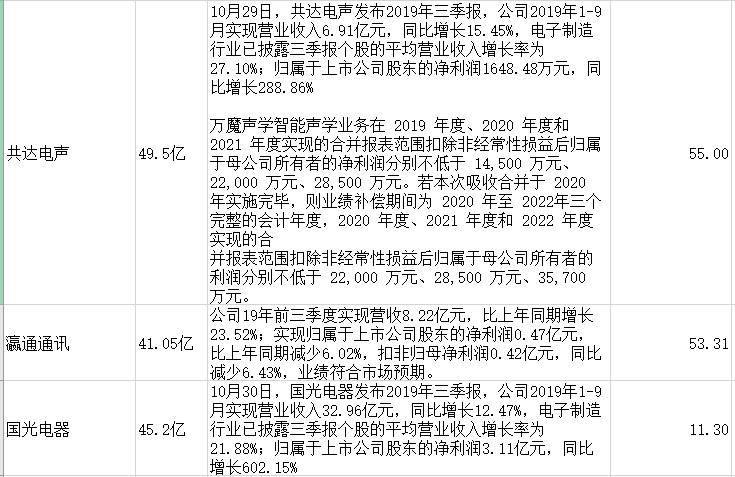 10月29日，共达电声发布2019年三季报，公司2019年1-9
月实现营业收入6.91亿元，同比增长15.45%，电子制造
行业已披露三季报个股的平均营业收入增长率为
27.10%；归属于上市公司股东的净利润1648.48万元，同
比增长288.86%
万魔声学智能声学业务在 2019 年度、2020 年度和
共达电声
49.5亿
2021 年度实现的合并报表范围扣除非经常性损益后归属
55.00
于母公司所有者的净利润分别不低于 14,500 万元、
22,000 万元、28,500 万元。若本次吸收合并于 2020
年实施完毕，则业绩补偿期间为 2020 年至 2022年三个
完整的会计年度，2020 年度、2021 年度和 2022 年度
实现的合
并报表范围扣除非经常性损益后归属于母公司所有者的
利润分别不低于 22,000 万元、28,500 万元、35,700
万元。
公司19年前三季度实现营收8.22亿元，比上年同期增长
23.52%；实现归属于上市公司股东的净利润0.47亿元，
瀛通通讯
41.05亿
比上年同期减少6.02%，扣非归母净利润0.42亿元，同比
53.31
减少6.43%，业绩符合市场预期。
10月30日，国光电器发布2019年三季报，公司2019年1-9
月实现营业收入32.96亿元，同比增长12.47%，电子制造
国光电器
45.2亿
行业已披露三季报个股的平均营业收入增长率为
11.30
21.88%；归属于上市公司股东的净利润3.11亿元，同比
增长602.15%